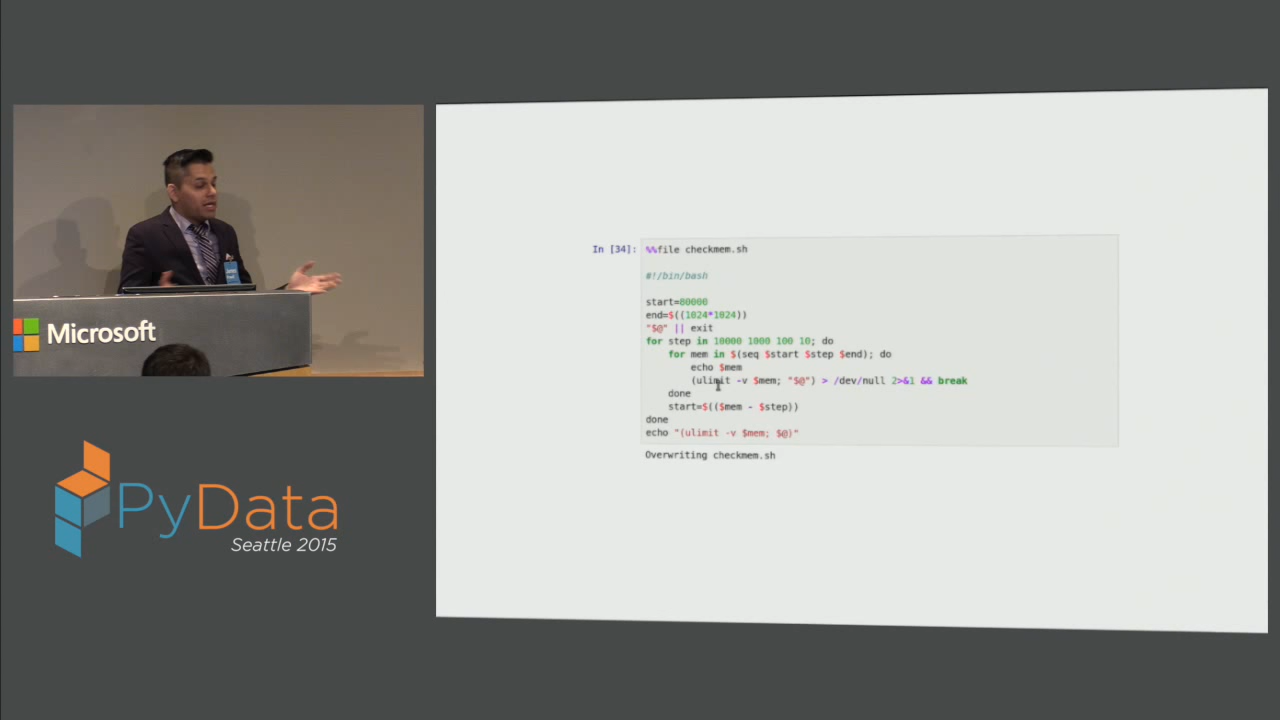 Microsoft
PyData
Seattle 2015
In [34]: %%file checkmem.sh
#!/bin/bash
start=80000
end=$((1024*1024))
"$@" || exit
for step in 10000 1000 100 10; do
    for mem in $(seq $start $step $end); do
        echo $mem
        (ulimit -v $mem; "$@") > /dev/null 2>&1 && break
    done
    start=$(($mem - $step))
done
echo "(ulimit -v $mem; $@)"
Overwriting checkmem.sh